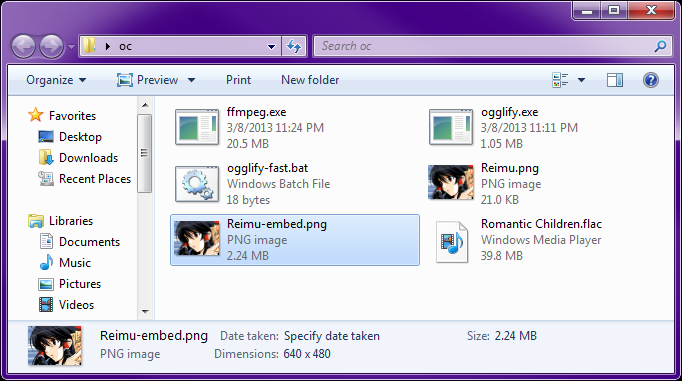 oc
Search oc
Organize
Preview
Print
New folder
Favorites
Desktop
Downloads
Recent Places
Libraries
Documents
Music
Pictures
Videos
ffmpeg.exe
3/8/2013 11:24 PM
20.5 MB
ogglify.exe
3/8/2013 11:11 PM
1.05 MB
ogglify-fast.bat
Windows Batch File
18 bytes
Reimu.png
PNG image
21.0 KB
Reimu-embed.png
PNG image
2.24 MB
Romantic Children.flac
Windows Media Player
39.8 MB
Reimu-embed.png Date taken: Specify date taken Size: 2.24 MB
PNG image Dimensions: 640 x 480